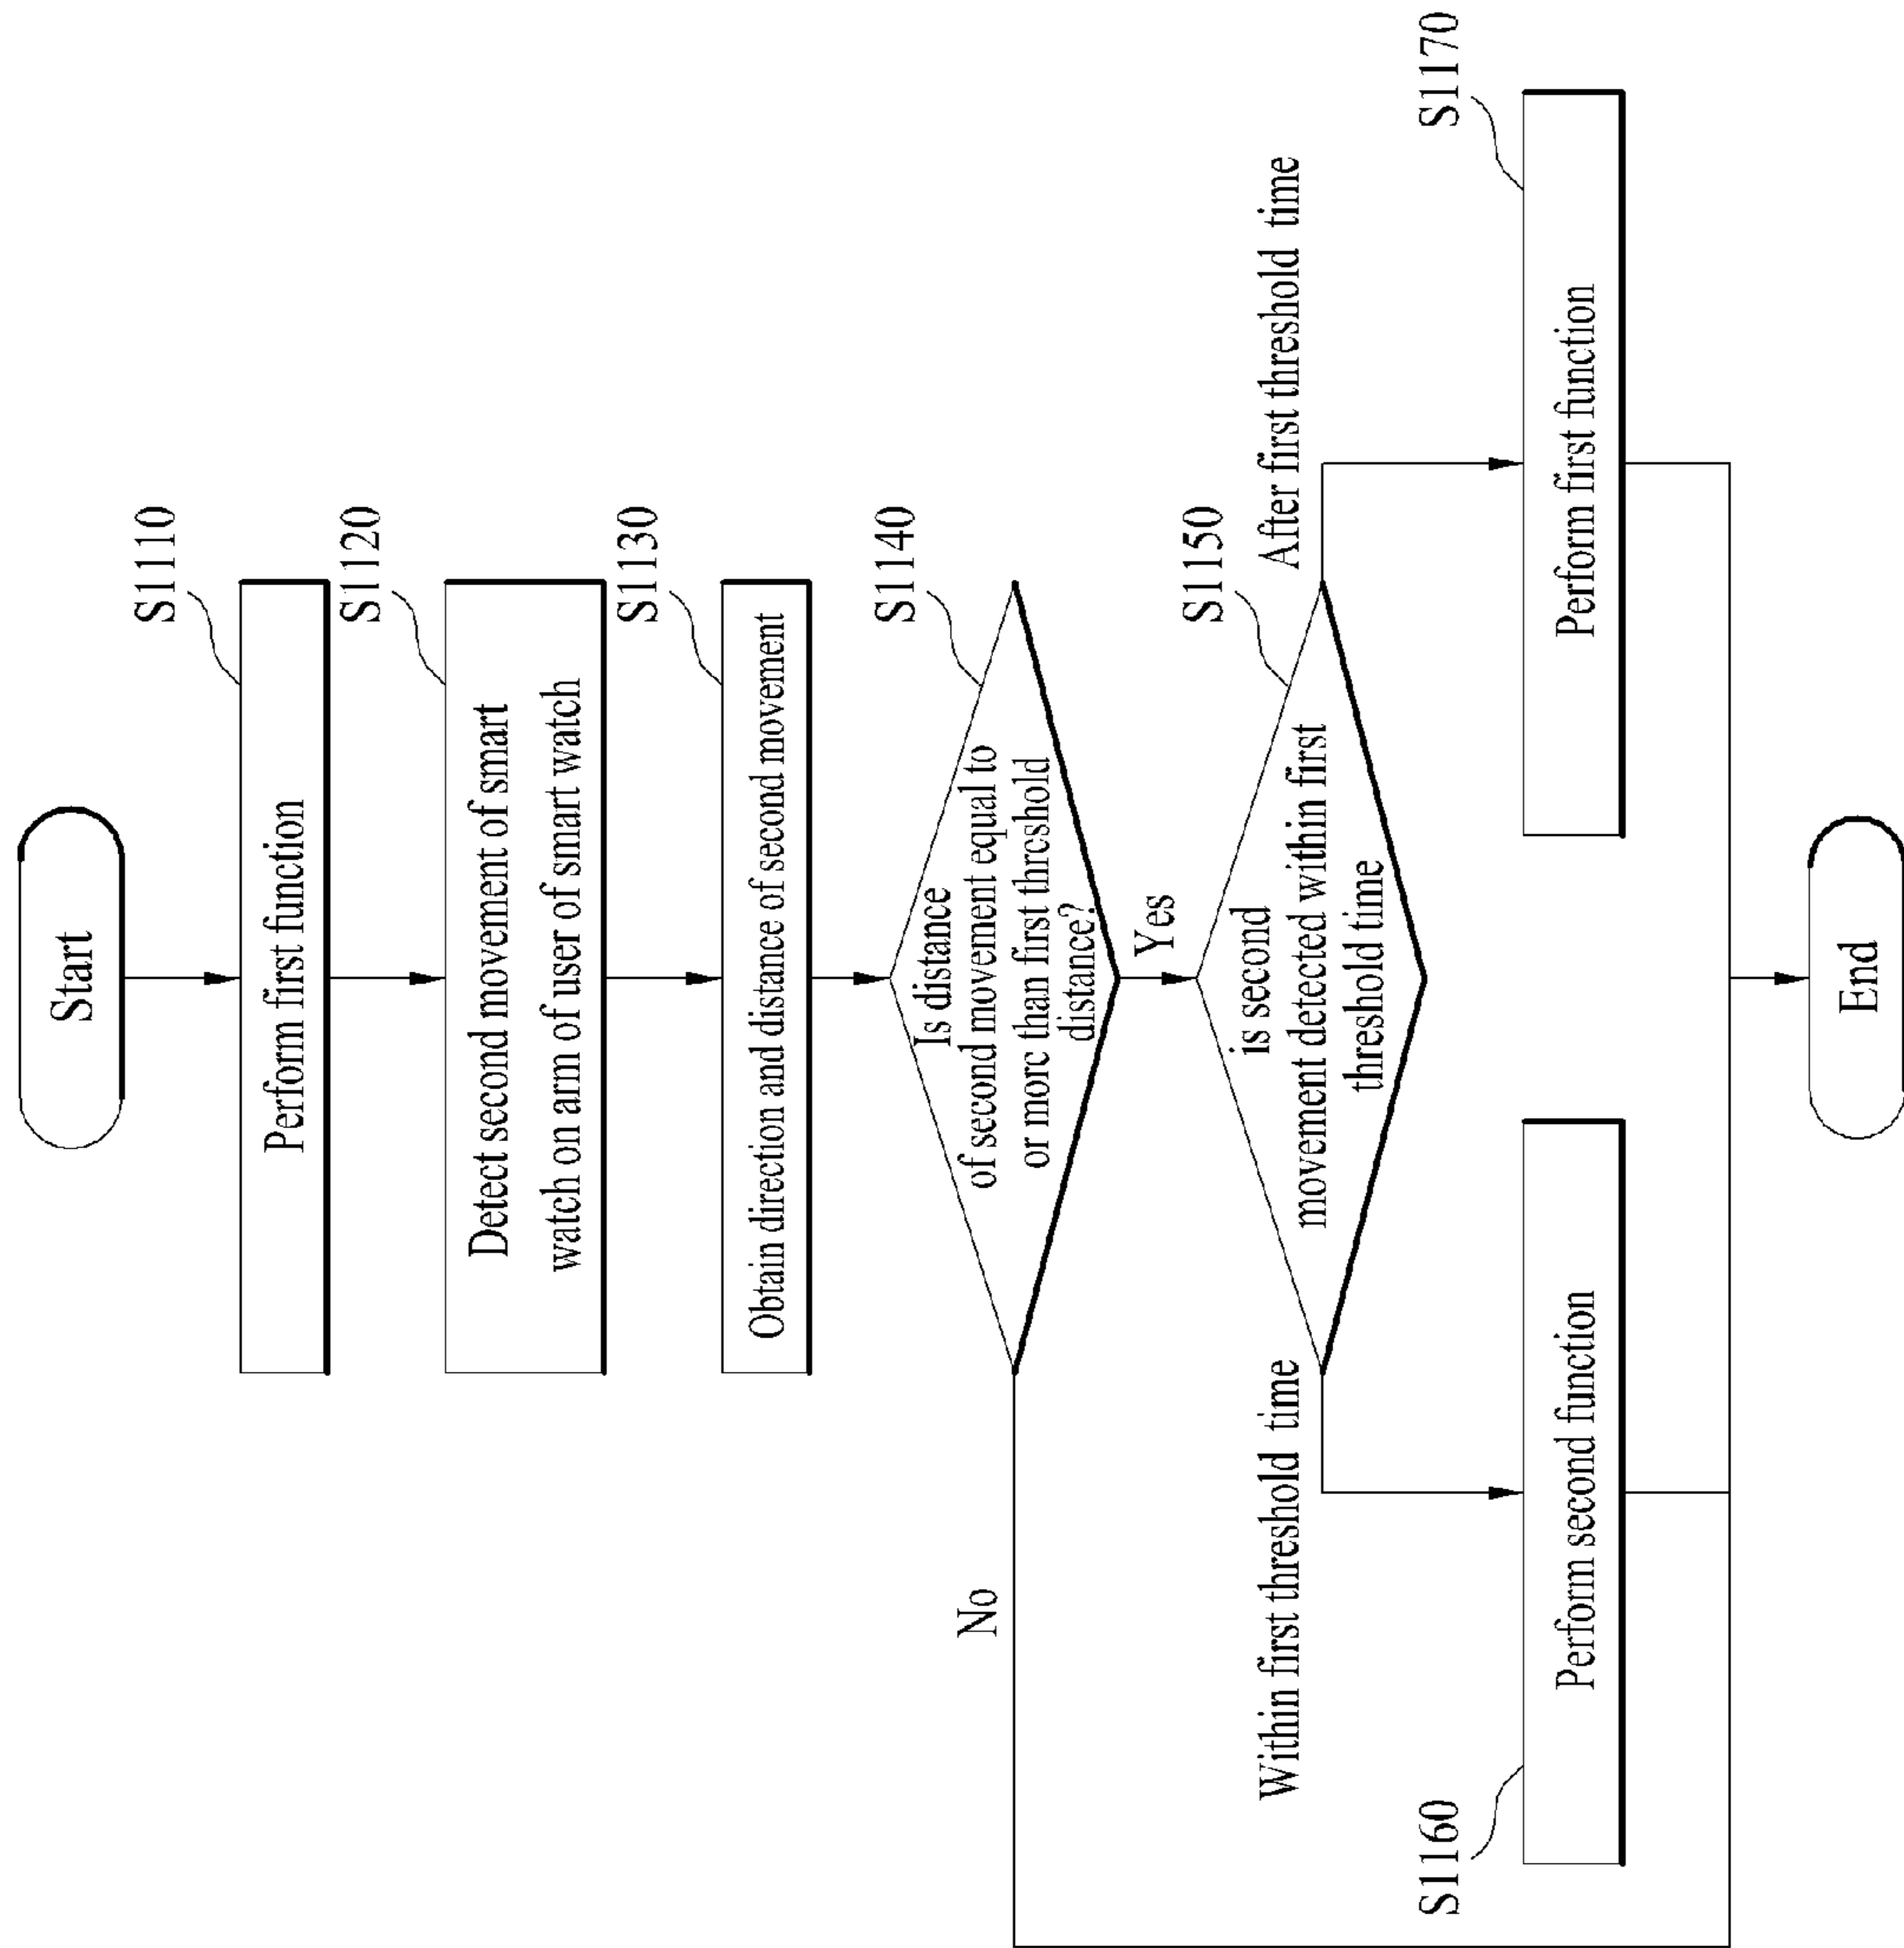 Start
S1110
Perform first function
S1120
Detect second movement of smart
watch on arm of user of smart watch
S1130
Obtain direction and distance of second movement
S1140
Is distance
of second movement equal to
or more than first threshold
distance?
No
Yes
S1150
is second
movement detected within first
threshold time
Within first threshold time
After first threshold time
S1160
Perform second function
S1170
Perform first function
End